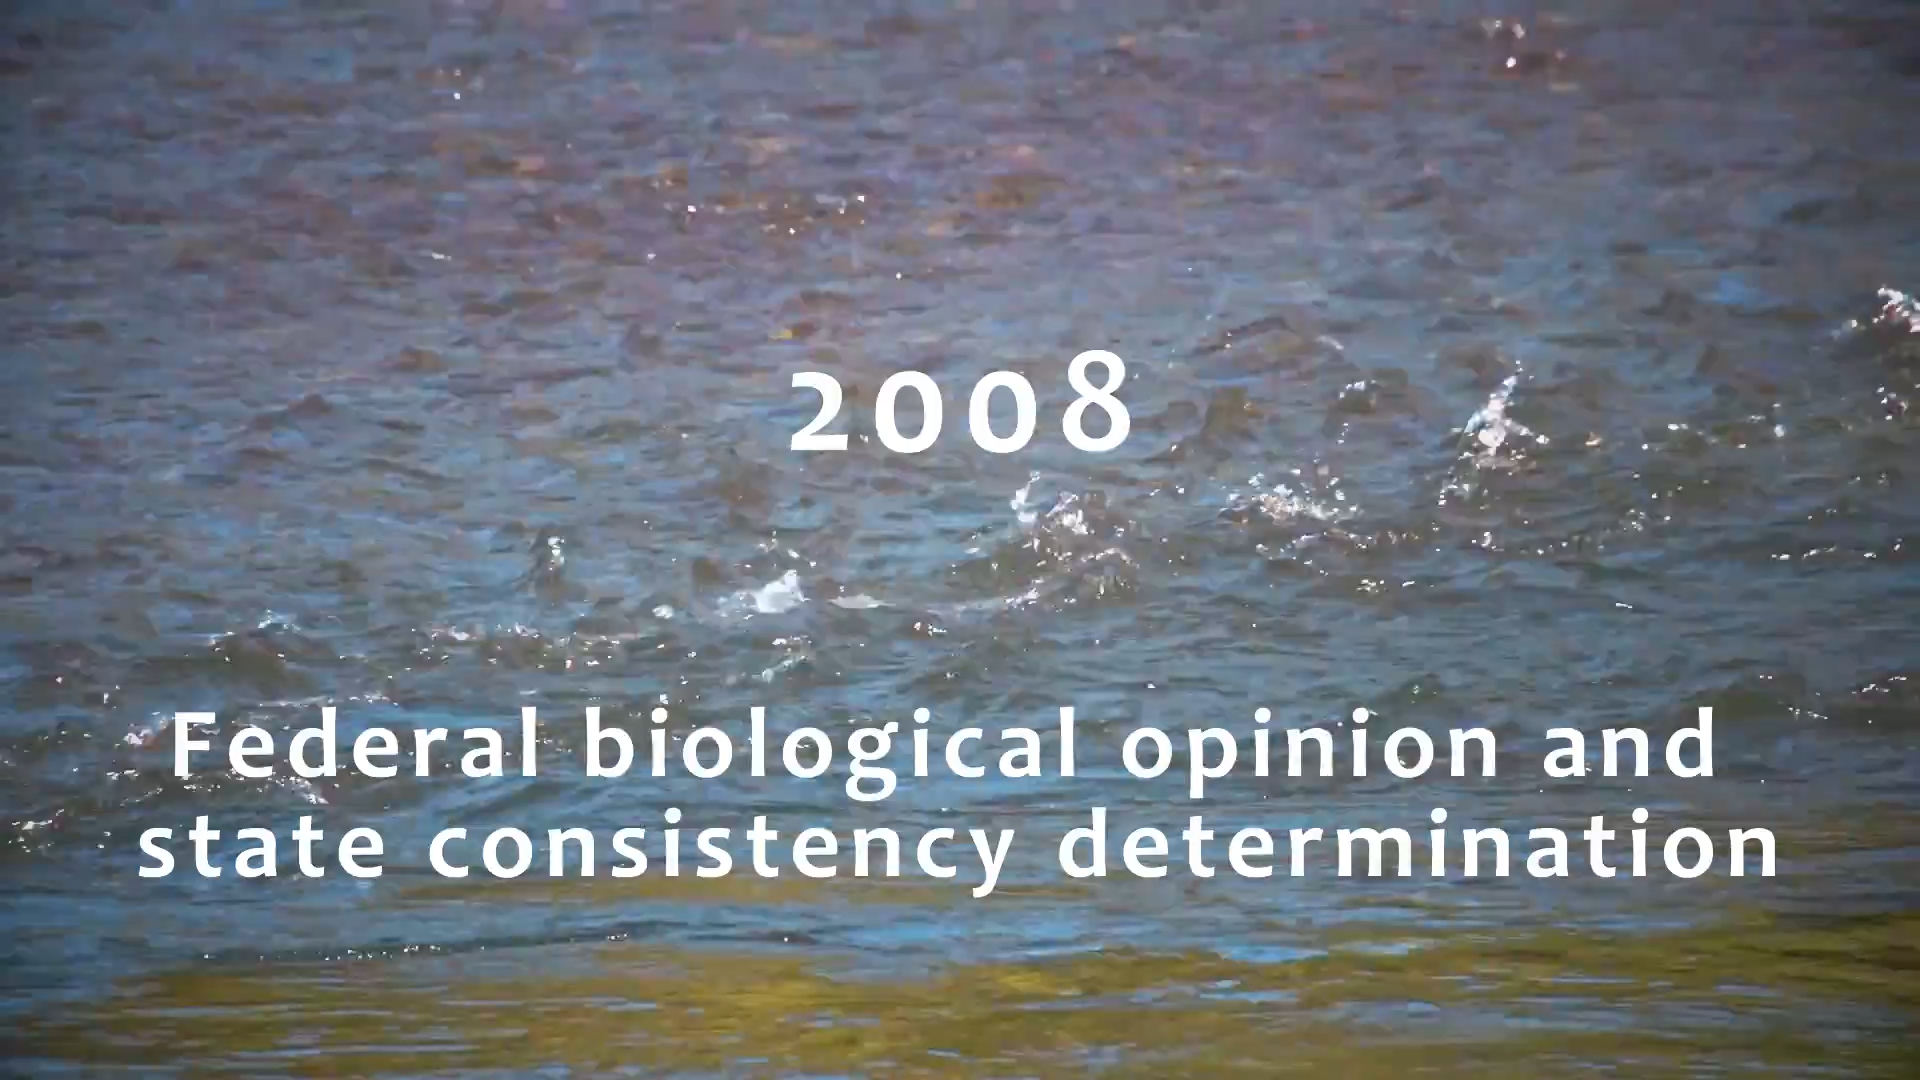 2008
Federal biological opinion and
state consistency determination